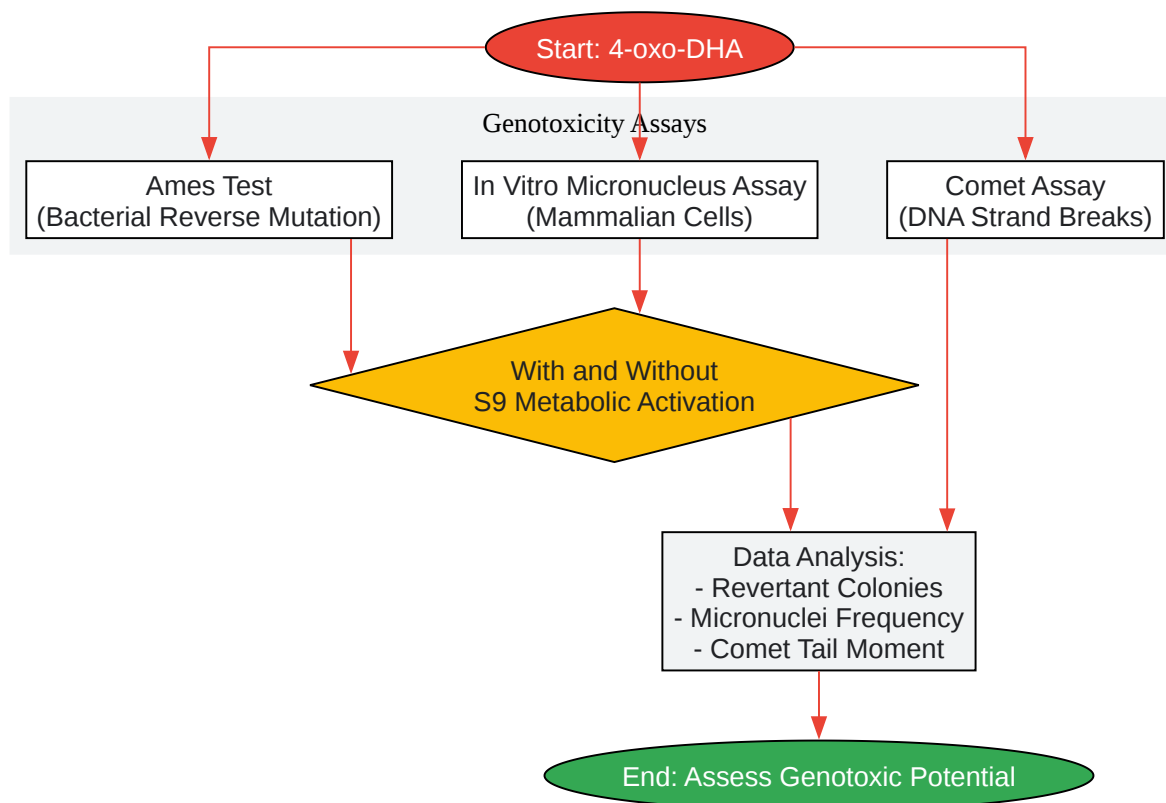 Start: 4-oxo-DHA
Genotoxicity Assays
Ames Test
(Bacterial Reverse Mutation)
In Vitro Micronucleus Assay
(Mammalian Cells)
Comet Assay
(DNA Strand Breaks)
With and Without
S9 Metabolic Activation
Data Analysis:
- Revertant Colonies
- Micronuclei Frequency
- Comet Tail Moment
End: Assess Genotoxic Potential